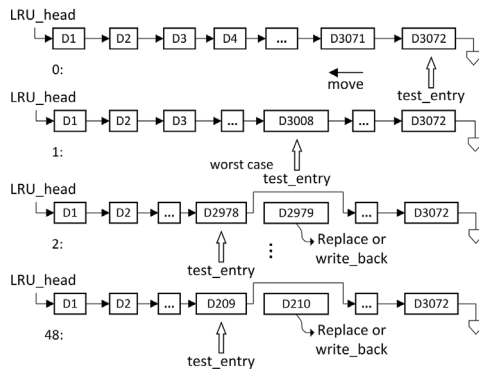 LRU_head
D1 D2 D3 D4 ... D3071 D3072
0:
move
test_entry
LRU_head
D1 D2 D3 ... D3008 ... D3072
1:
worst case
test_entry
LRU_head
D1 D2 ... D2978 D2979 ... D3072
2:
test_entry
⋮
Replace or
write_back
LRU_head
D1 D2 ... D209 D210 ... D3072
48:
test_entry
Replace or
write_back